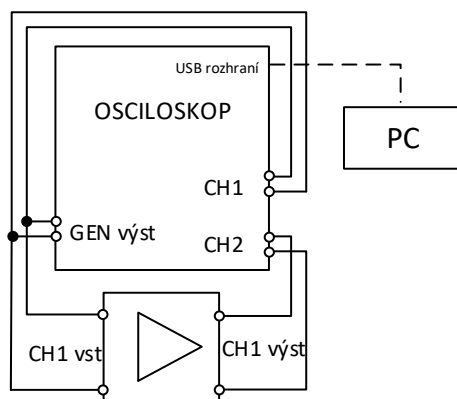 USB rozhraní
OSCILOSKOP
PC
CH1
GEN výst
CH2
CH1 vst
CH1 výst